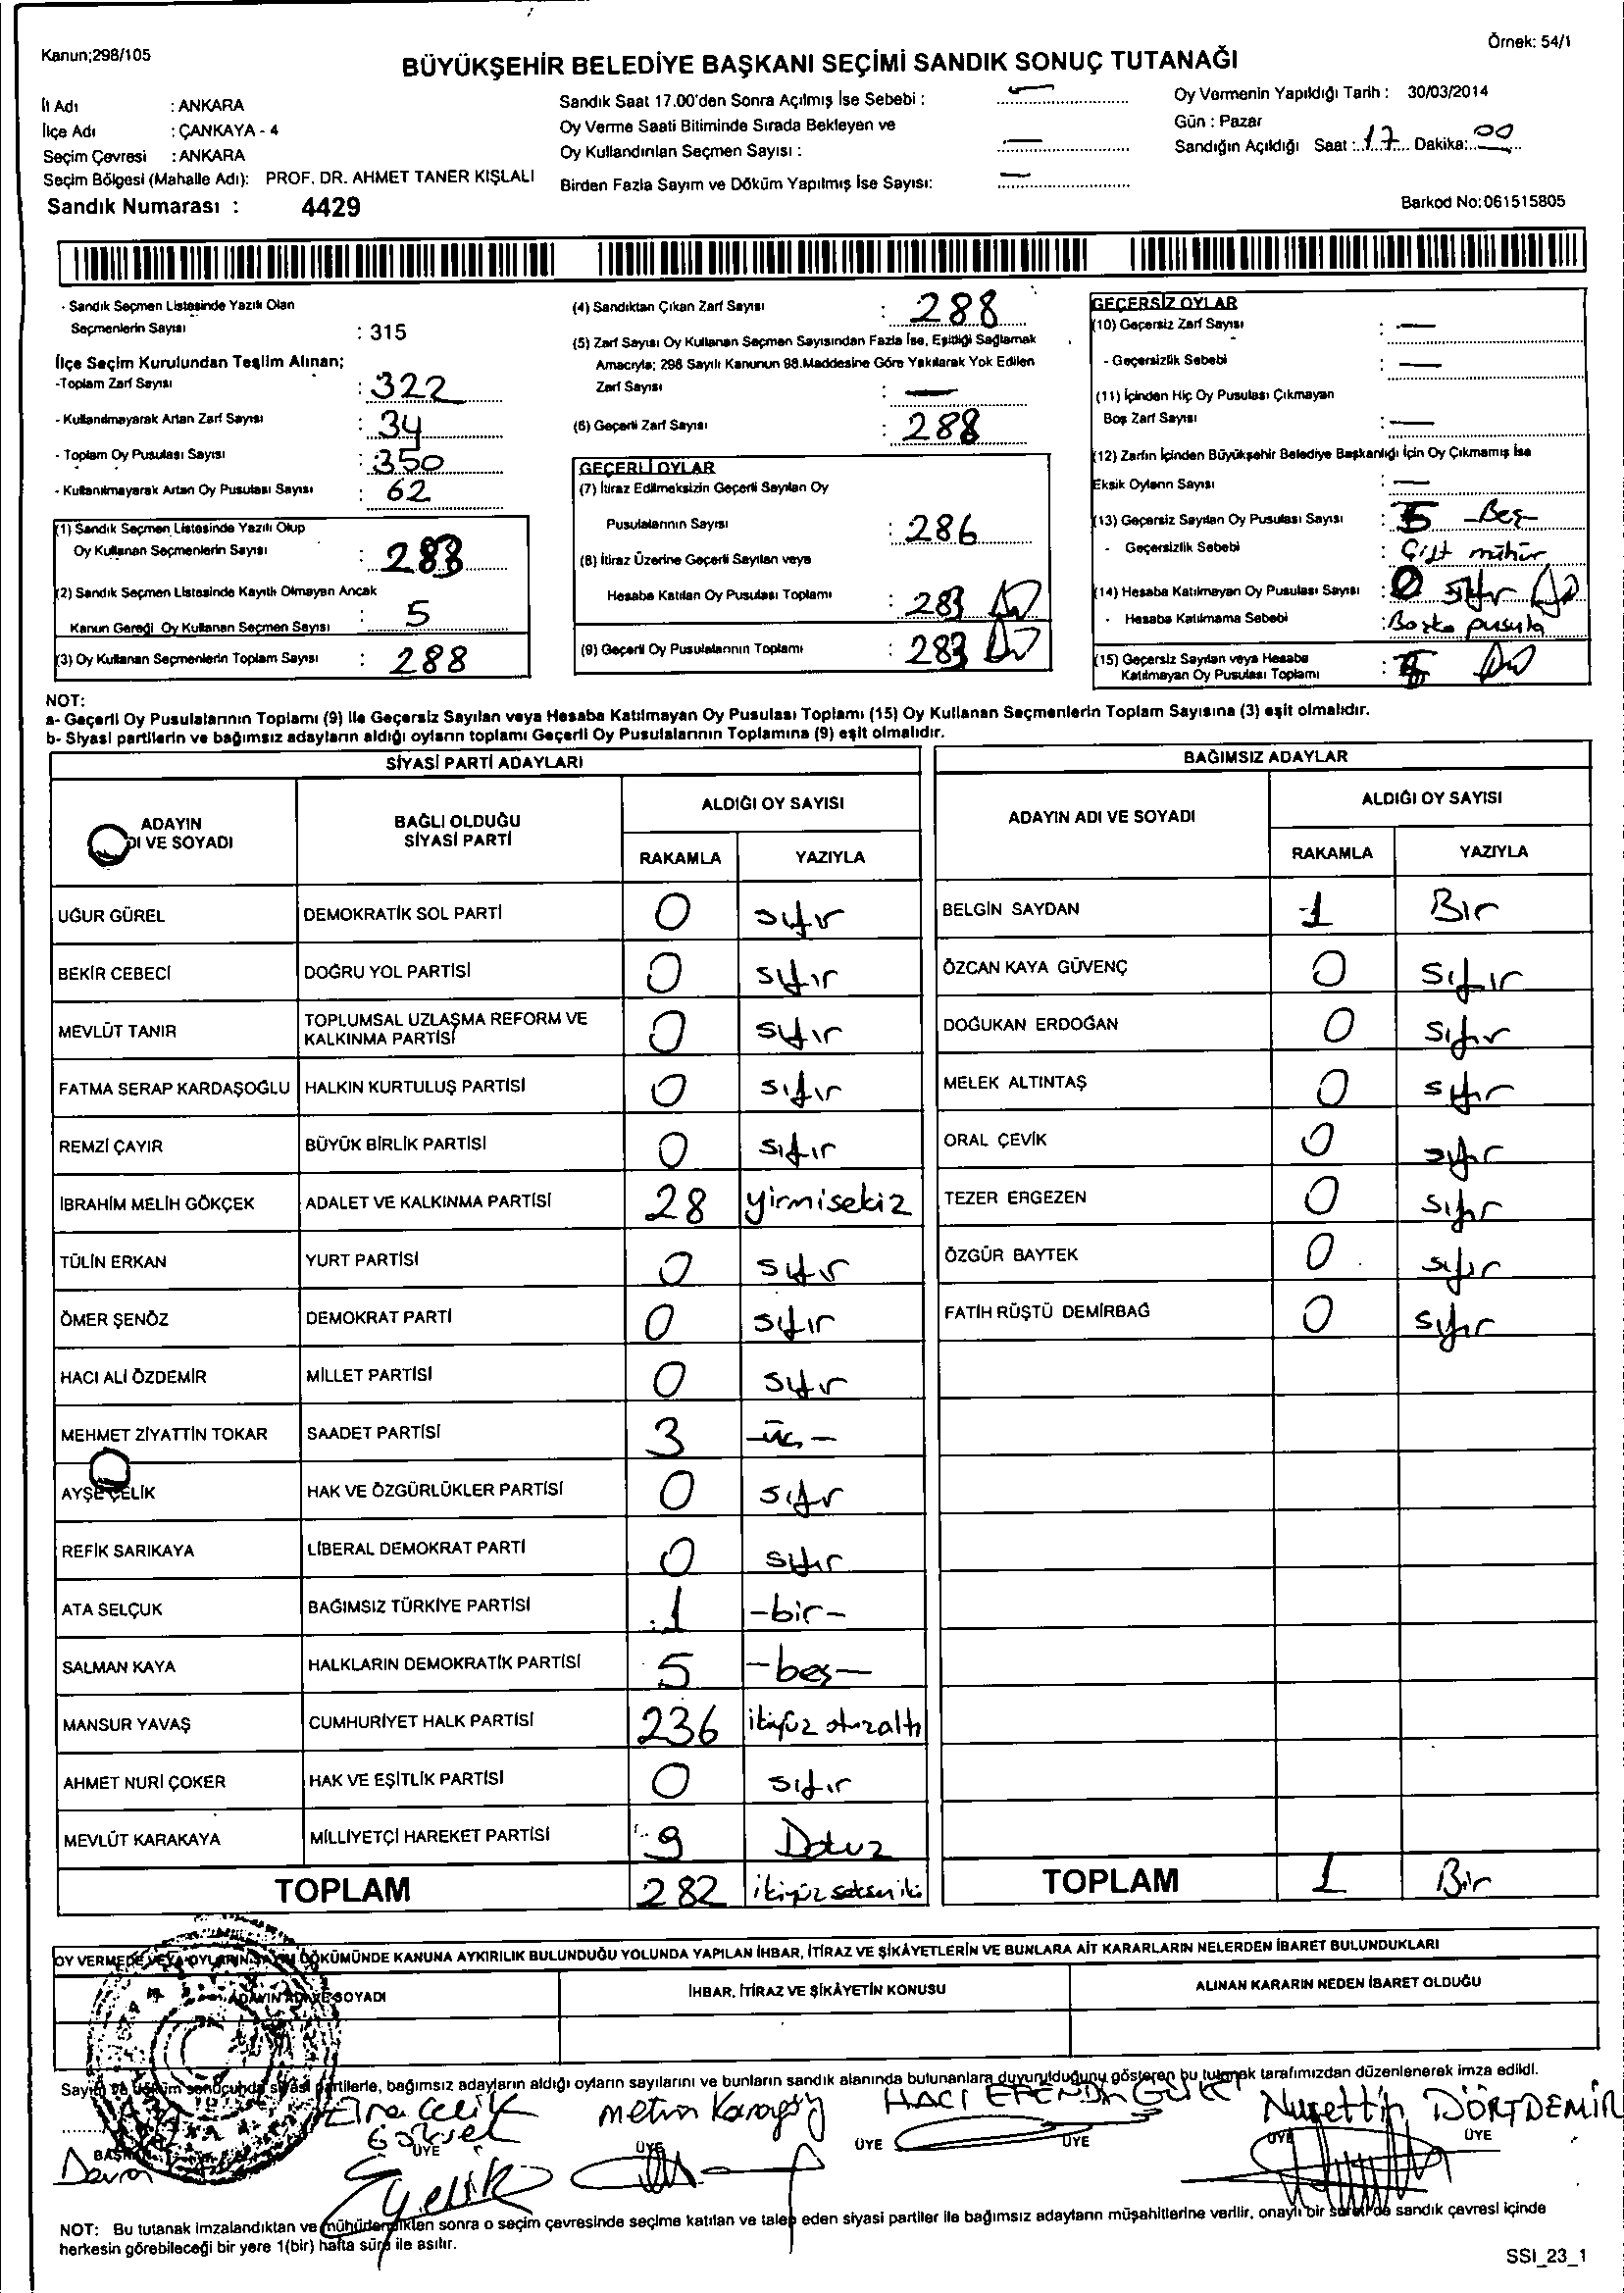 Kanun;298/105
Örnek: 54/1
BÜYÜKŞEHİR BELEDİYE BAŞKANI SEÇİMİ SANDIK SONUÇ TUTANAĞI
İl Adı : ANKARA
İlçe Adı : ÇANKAYA - 4
Seçim Çevresi : ANKARA
Seçim Bölgesi (Mahalle Adı): PROF. DR. AHMET TANER KIŞLALI
Sandık Numarası : 4429
Sandık Saat 17.00'den Sonra Açılmış İse Sebebi : —
Oy Verme Saati Bitiminde Sırada Bekleyen ve
Oy Kullandırılan Seçmen Sayısı : —
Birden Fazla Sayım ve Döküm Yapılmış İse Sayısı: —
Oy Vermenin Yapıldığı Tarih : 30/03/2014
Gün : Pazar
Sandığın Açıldığı Saat : 17 Dakika: 00
Barkod No:061515805
- Sandık Seçmen Listesinde Yazılı Olan
Seçmenlerin Sayısı : 315
İlçe Seçim Kurulundan Teslim Alınan;
-Toplam Zarf Sayısı : 322
- Kullanılmayarak Artan Zarf Sayısı : 34
- Toplam Oy Pusulası Sayısı : 350
- Kullanılmayarak Artan Oy Pusulası Sayısı : 62
(1) Sandık Seçmen Listesinde Yazılı Olup
Oy Kullanan Seçmenlerin Sayısı : 283
(2) Sandık Seçmen Listesinde Kayıtlı Olmayan Ancak
Kanun Gereği Oy Kullanan Seçmen Sayısı : 5
(3) Oy Kullanan Seçmenlerin Toplam Sayısı : 288
(4) Sandıktan Çıkan Zarf Sayısı : 288
(5) Zarf Sayısı Oy Kullanan Seçmen Sayısından Fazla İse, Eşitliği Sağlamak
Amacıyla; 298 Sayılı Kanunun 98.Maddesine Göre Yakılarak Yok Edilen
Zarf Sayısı : —
(6) Geçerli Zarf Sayısı : 288
GEÇERLİ OYLAR
(7) İtiraz Edilmeksizin Geçerli Sayılan Oy
Pusulalarının Sayısı : 286
(8) İtiraz Üzerine Geçerli Sayılan veya
Hesaba Katılan Oy Pusulası Toplamı : 283
(9) Geçerli Oy Pusulalarının Toplamı : 283
GEÇERSİZ OYLAR
(10) Geçersiz Zarf Sayısı : —
- Geçersizlik Sebebi : —
(11) İçinden Hiç Oy Pusulası Çıkmayan
Boş Zarf Sayısı : —
(12) Zarfın İçinden Büyükşehir Belediye Başkanlığı İçin Oy Çıkmamış İse
Eksik Oyların Sayısı : —
(13) Geçersiz Sayılan Oy Pusulası Sayısı : 5 -Beş-
- Geçersizlik Sebebi : Çift mühür
(14) Hesaba Katılmayan Oy Pusulası Sayısı : 0 sıfır
- Hesaba Katılmama Sebebi : Başka pusula
(15) Geçersiz Sayılan veya Hesaba
Katılmayan Oy Pusulası Toplamı : 5
NOT:
a- Geçerli Oy Pusulalarının Toplamı (9) ile Geçersiz Sayılan veya Hesaba Katılmayan Oy Pusulası Toplamı (15) Oy Kullanan Seçmenlerin Toplam Sayısına (3) eşit olmalıdır.
b- Siyasi partilerin ve bağımsız adayların aldığı oyların toplamı Geçerli Oy Pusulalarının Toplamına (9) eşit olmalıdır.
SİYASİ PARTİ ADAYLARI
ADAYIN
DI VE SOYADI
BAĞLI OLDUĞU
SİYASİ PARTİ
ALDIĞI OY SAYISI
RAKAMLA YAZIYLA
UĞUR GÜREL DEMOKRATİK SOL PARTİ 0 sıfır
BEKİR CEBECİ DOĞRU YOL PARTİSİ 0 sıfır
MEVLÜT TANIR TOPLUMSAL UZLAŞMA REFORM VE
KALKINMA PARTİSİ 0 sıfır
FATMA SERAP KARDAŞOĞLU HALKIN KURTULUŞ PARTİSİ 0 sıfır
REMZİ ÇAYIR BÜYÜK BİRLİK PARTİSİ 0 sıfır
İBRAHİM MELİH GÖKÇEK ADALET VE KALKINMA PARTİSİ 28 yirmisekiz
TÜLİN ERKAN YURT PARTİSİ 0 sıfır
ÖMER ŞENÖZ DEMOKRAT PARTİ 0 sıfır
HACI ALİ ÖZDEMİR MİLLET PARTİSİ 0 sıfır
MEHMET ZİYATTİN TOKAR SAADET PARTİSİ 3 -üç-
AYŞE ÇELİK HAK VE ÖZGÜRLÜKLER PARTİSİ 0 sıfır
REFİK SARIKAYA LİBERAL DEMOKRAT PARTİ 0 sıfır
ATA SELÇUK BAĞIMSIZ TÜRKİYE PARTİSİ 1 -bir-
SALMAN KAYA HALKLARIN DEMOKRATİK PARTİSİ 5 -beş-
MANSUR YAVAŞ CUMHURİYET HALK PARTİSİ 236 ikiyüz otuzaltı
AHMET NURİ ÇOKER HAK VE EŞİTLİK PARTİSİ 0 sıfır
MEVLÜT KARAKAYA MİLLİYETÇİ HAREKET PARTİSİ 9 Dokuz
TOPLAM 282 ikiyüz seksen iki
BAĞIMSIZ ADAYLAR
ADAYIN ADI VE SOYADI
ALDIĞI OY SAYISI
RAKAMLA YAZIYLA
BELGİN SAYDAN 1 Bir
ÖZCAN KAYA GÜVENÇ 0 sıfır
DOĞUKAN ERDOĞAN 0 sıfır
MELEK ALTINTAŞ 0 sıfır
ORAL ÇEVİK 0 sıfır
TEZER ERGEZEN 0 sıfır
ÖZGÜR BAYTEK 0 sıfır
FATİH RÜŞTÜ DEMİRBAĞ 0 sıfır
TOPLAM 1 Bir
OY VERMEDE VEYA OYLARIN SAYIM DÖKÜMÜNDE KANUNA AYKIRILIK BULUNDUĞU YOLUNDA YAPILAN İHBAR, İTİRAZ VE ŞİKÂYETLERİN VE BUNLARA AİT KARARLARIN NELERDEN İBARET BULUNDUKLARI
ADAYIN ADI VE SOYADI
İHBAR, İTİRAZ VE ŞİKÂYETİN KONUSU
ALINAN KARARIN NEDEN İBARET OLDUĞU
Sayım ve döküm sonucunda siyasi partilerle, bağımsız adayların aldığı oyların sayılarını ve bunların sandık alanında bulunanlara duyurulduğunu gösteren bu tutanak tarafımızdan düzenlenerek imza edildi.
Çelik Metin HACI Nurettin DÖRTDEMİR
Göksel
BAŞKAN ÜYE ÜYE ÜYE ÜYE ÜYE ÜYE
NOT: Bu tutanak imzalandıktan ve mühürlendikten sonra o seçim çevresinde seçime katılan ve talep eden siyasi partiler ile bağımsız adayların müşahitlerine verilir, onaylı bir sureti de sandık çevresi içinde
herkesin görebileceği bir yere 1(bir) hafta süre ile asılır.
SSI_23_1